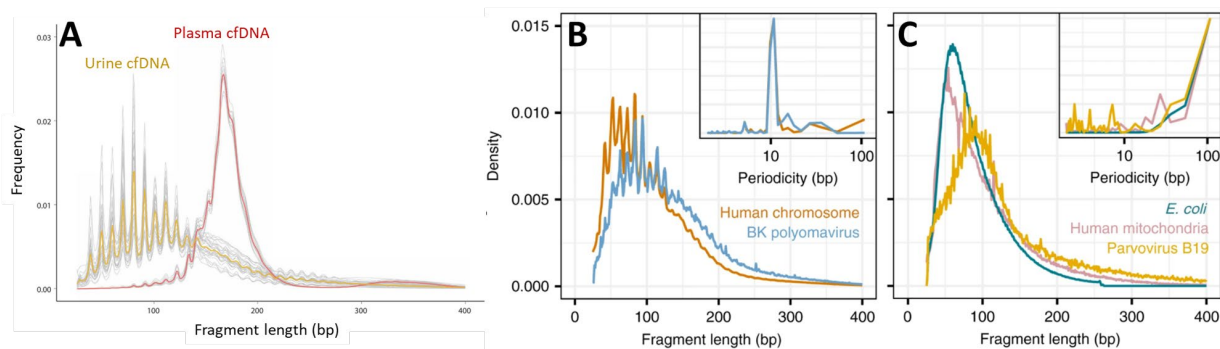 A
Plasma cfDNA
Urine cfDNA
Frequency
0.03
0.02
0.01
0.00
100
200
300
400
Fragment length (bp)
B
Density
0.015
0.010
0.005
0.000
0
100
200
300
400
Fragment length (bp)
10
100
Periodicity (bp)
Human chromosome
BK polyomavirus
C
0
100
200
300
400
Fragment length (bp)
10
100
Periodicity (bp)
E. coli
Human mitochondria
Parvovirus B19